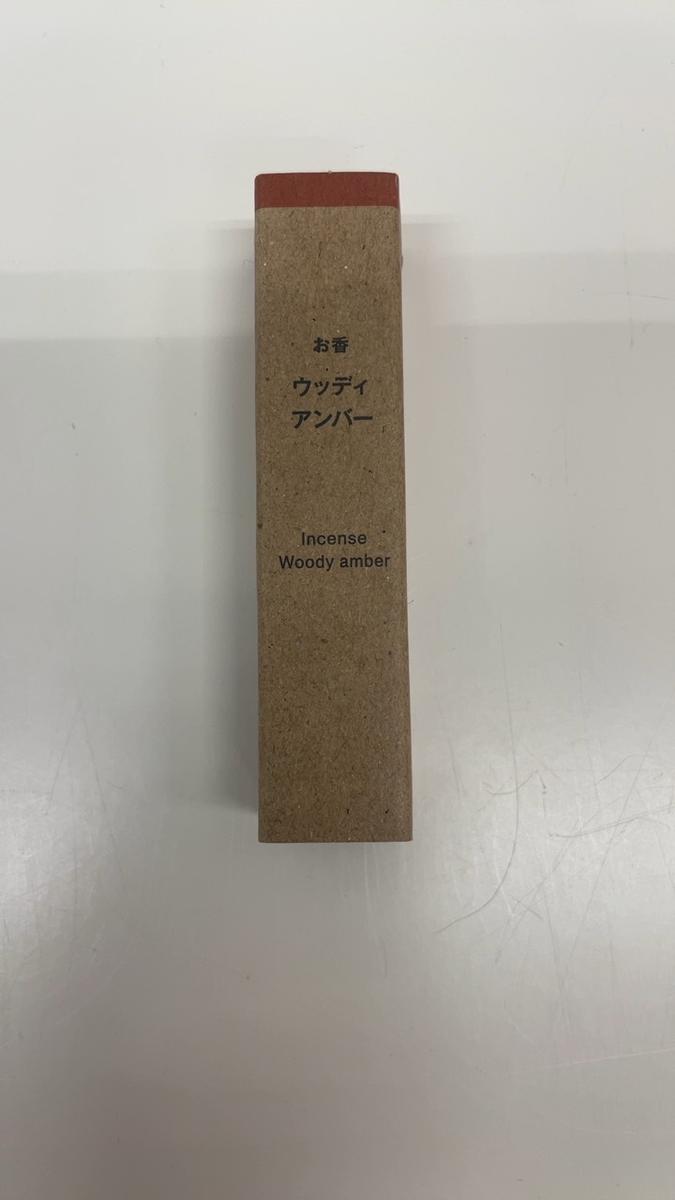 お香
ウッディ
アンバー
Incense
Woody amber